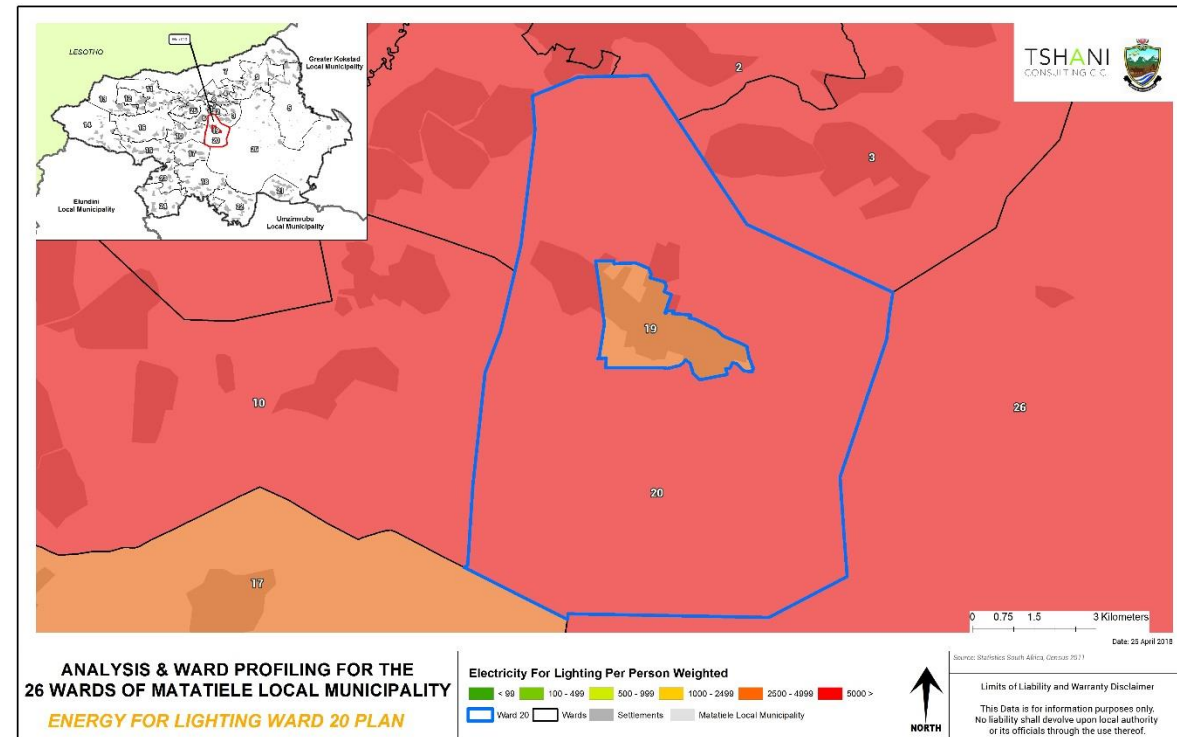 LESOTHO
Greater Kokstad
Local Municipality
Elundini
Local Municipality
Umzimvubu
Local Municipality
TSHANI
CONSULTING C.C.
2
3
19
10
26
20
17
0 0.75 1.5 3 Kilometers
Date: 25 April 2018
ANALYSIS & WARD PROFILING FOR THE
26 WARDS OF MATATIELE LOCAL MUNICIPALITY
ENERGY FOR LIGHTING WARD 20 PLAN
Electricity For Lighting Per Person Weighted
< 99 100 - 499 500 - 999 1000 - 2499 2500 - 4999 5000 >
Ward 20 Wards Settlements Matatiele Local Municipality
NORTH
Source: Statistics South Africa, Census 2011
Limits of Liability and Warranty Disclaimer
This Data is for information purposes only.
No liability shall devolve upon local authority
or its officials through the use thereof.